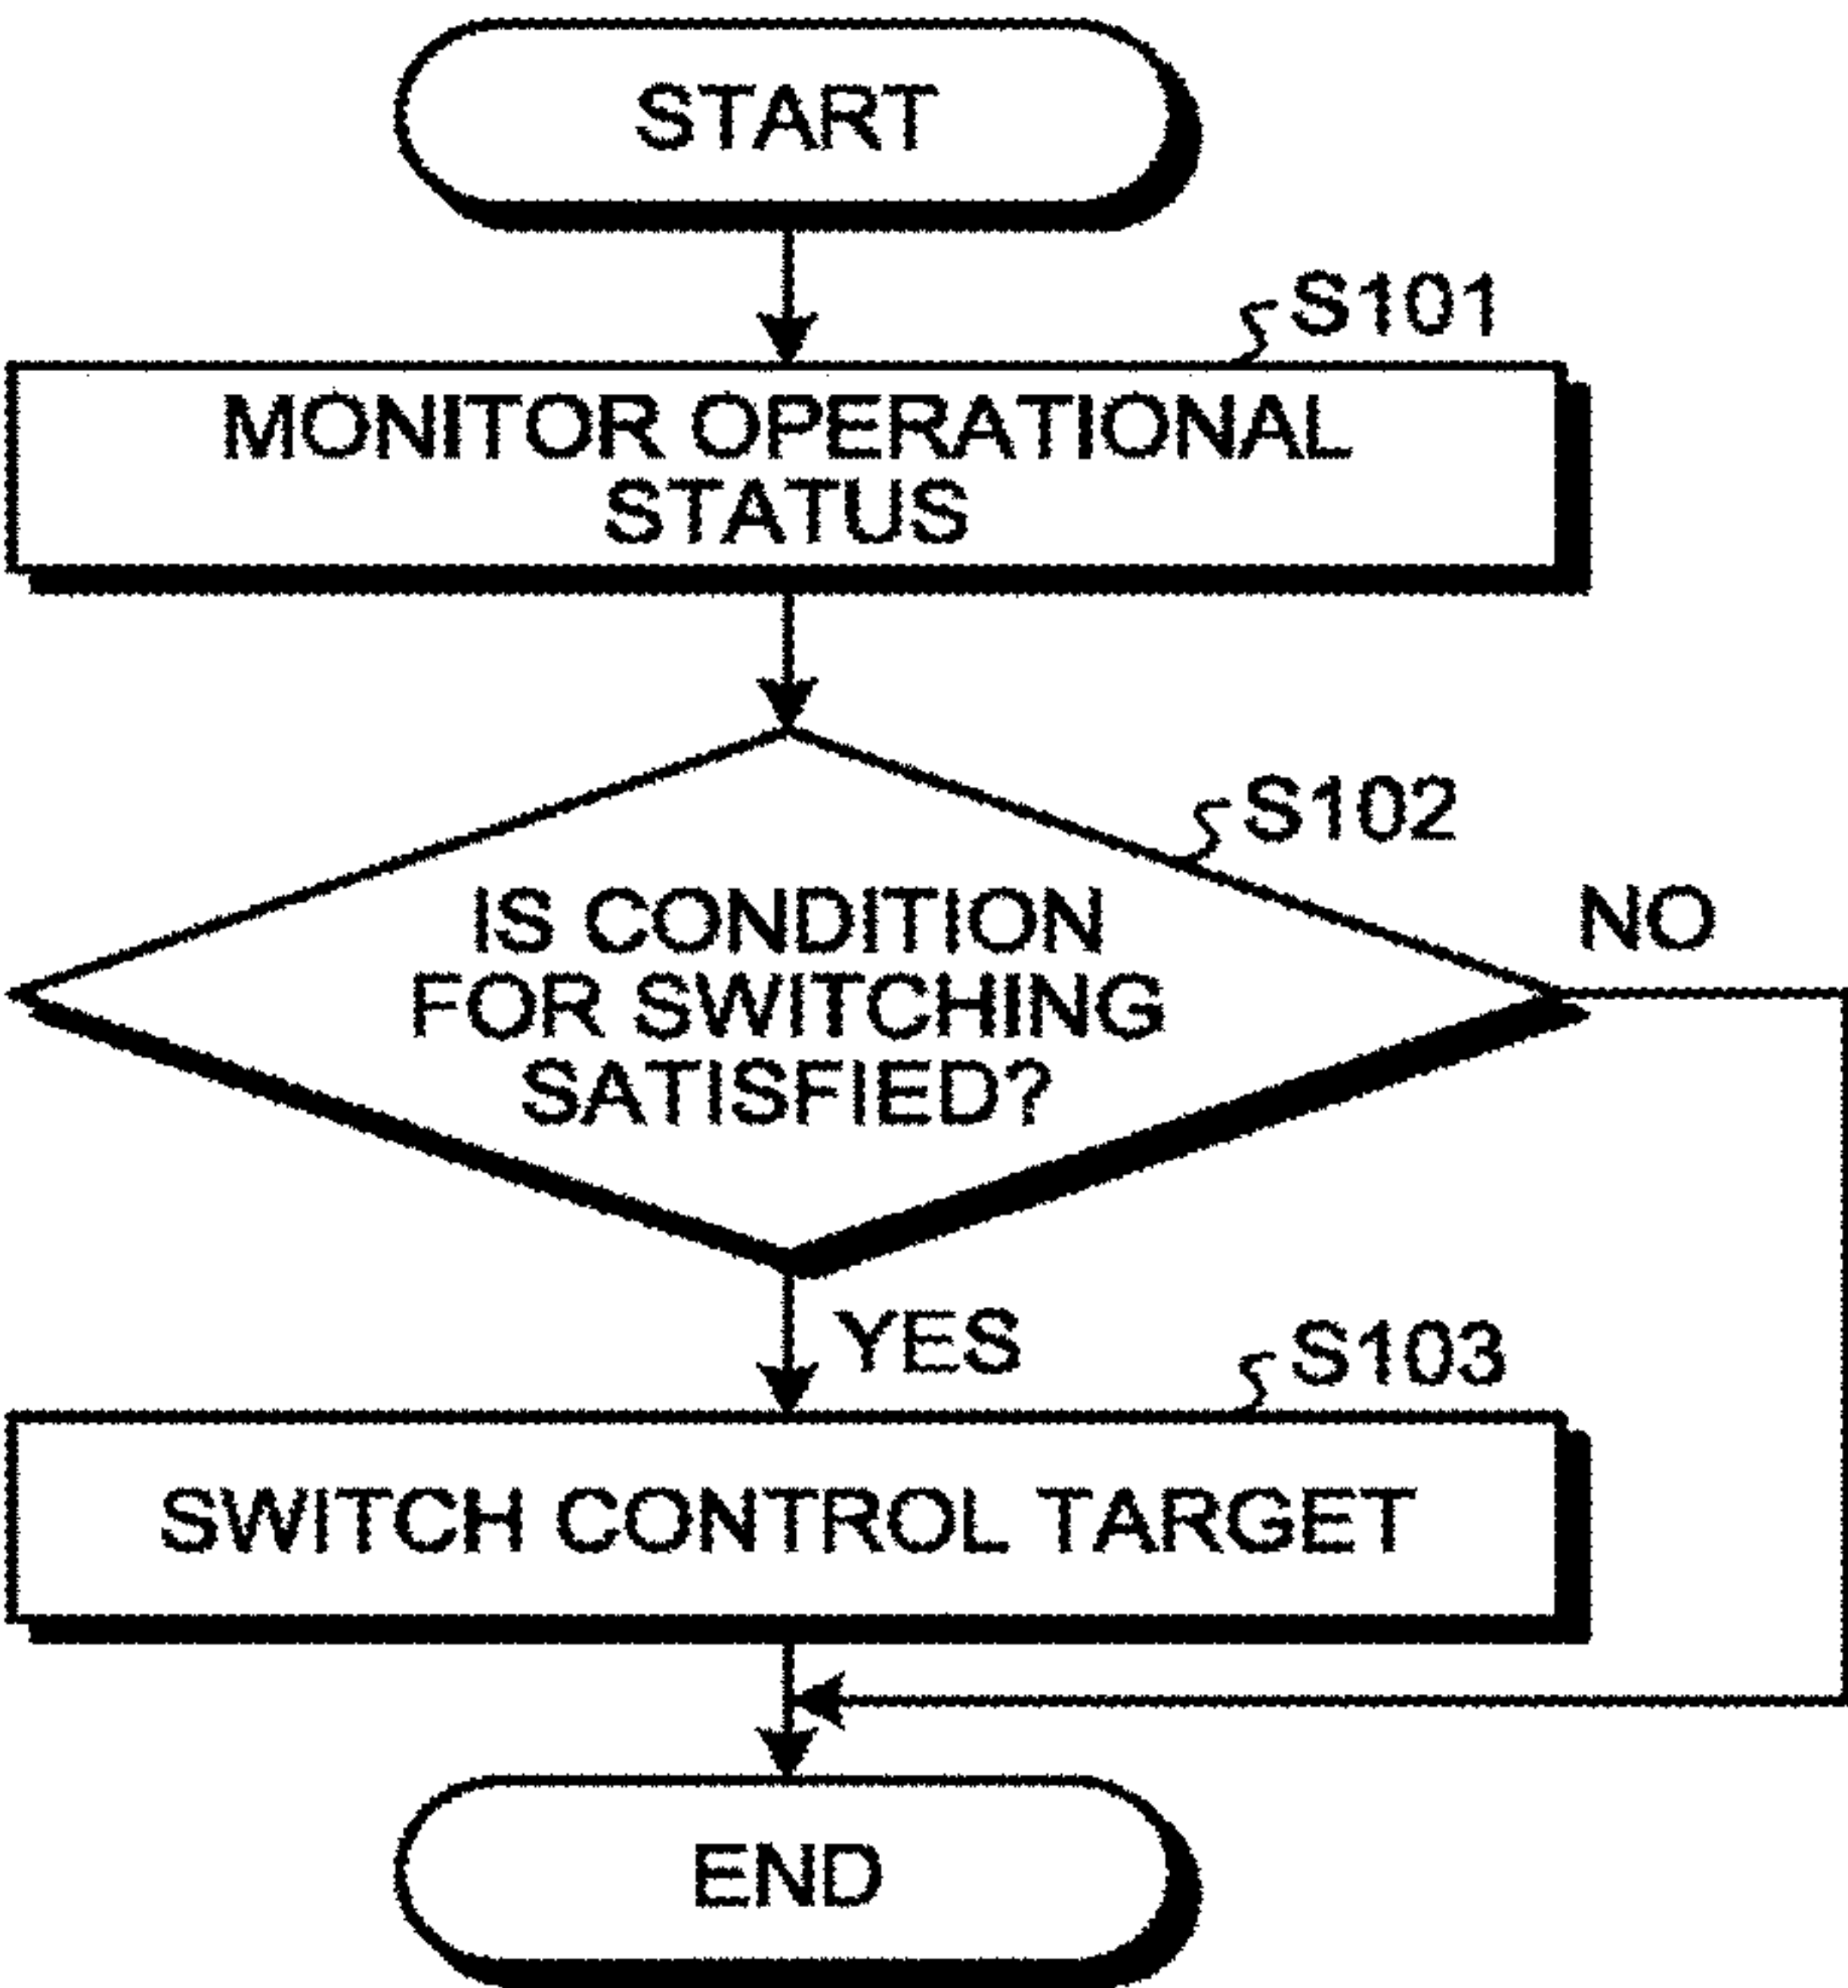 START
S101
MONITOR OPERATIONAL
STATUS
S102
IS CONDITION
FOR SWITCHING
SATISFIED?
NO
YES
S103
SWITCH CONTROL TARGET
END